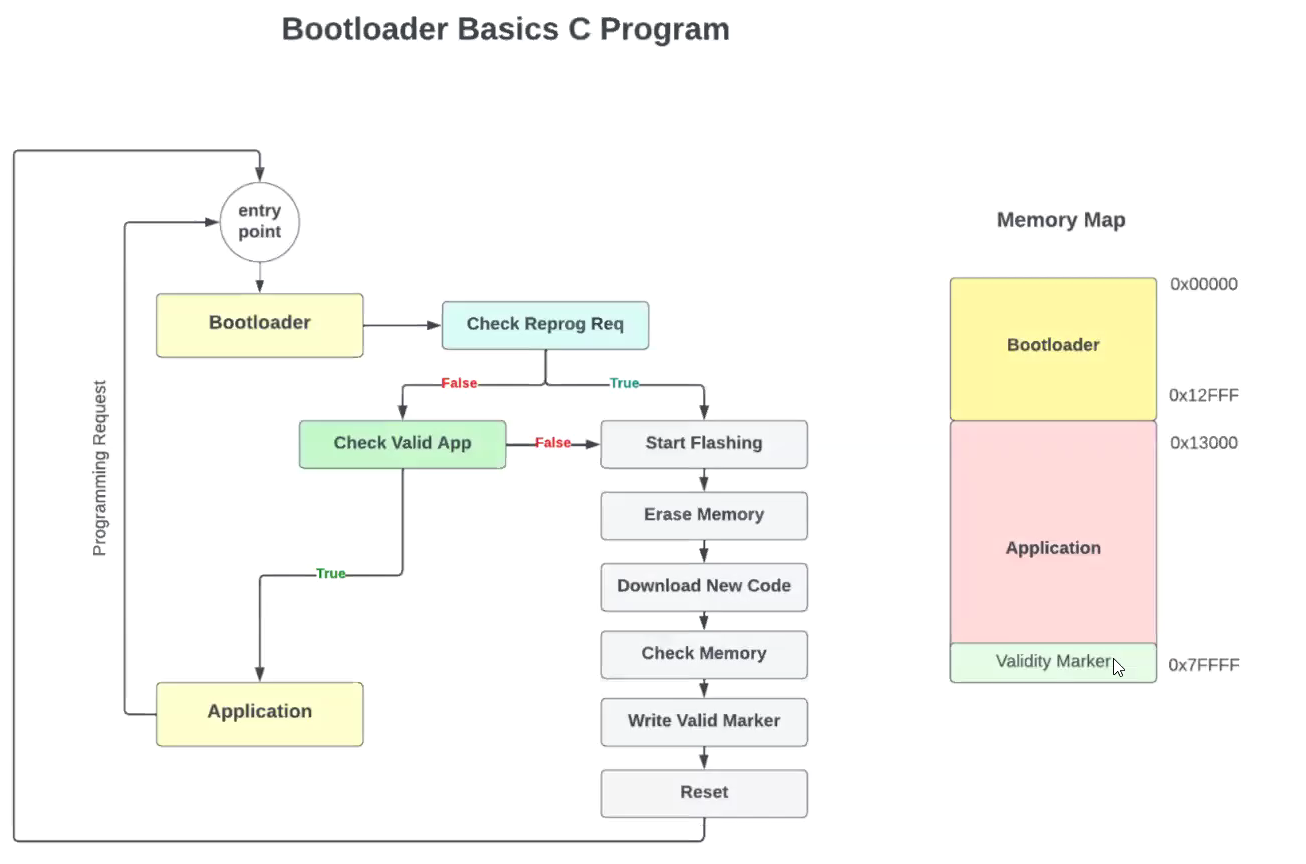 Bootloader Basics C Program
entry
point
Bootloader
Check Reprog Req
False
True
Check Valid App
False
Start Flashing
Erase Memory
Download New Code
Check Memory
Write Valid Marker
Reset
True
Application
Programming Request
Memory Map
0x00000
Bootloader
0x12FFF
0x13000
Application
Validity Marker
0x7FFFF